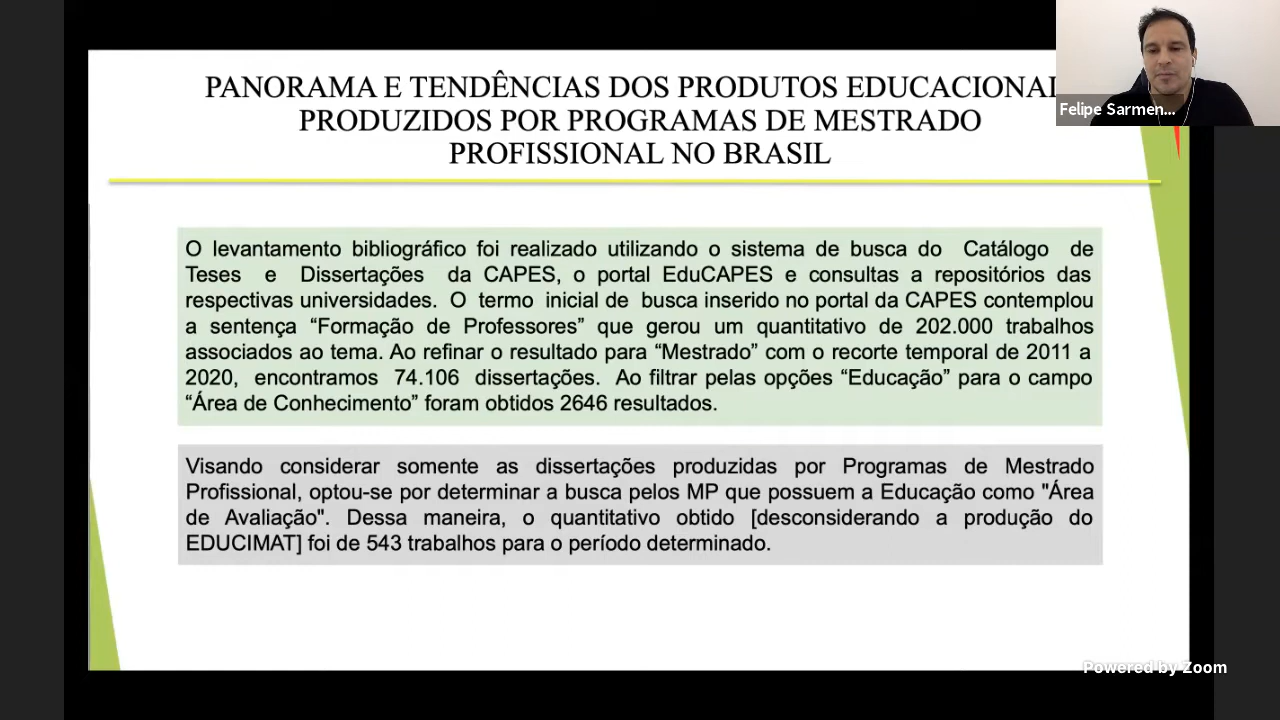 PANORAMA E TENDÊNCIAS DOS PRODUTOS EDUCACIONAI
PRODUZIDOS POR PROGRAMAS DE MESTRADO
PROFISSIONAL NO BRASIL
Felipe Sarmen...
O levantamento bibliográfico foi realizado utilizando o sistema de busca do Catálogo de
Teses e Dissertações da CAPES, o portal EduCAPES e consultas a repositórios das
respectivas universidades. O termo inicial de busca inserido no portal da CAPES contemplou
a sentença “Formação de Professores” que gerou um quantitativo de 202.000 trabalhos
associados ao tema. Ao refinar o resultado para “Mestrado” com o recorte temporal de 2011 a
2020, encontramos 74.106 dissertações. Ao filtrar pelas opções “Educação” para o campo
“Área de Conhecimento” foram obtidos 2646 resultados.
Visando considerar somente as dissertações produzidas por Programas de Mestrado
Profissional, optou-se por determinar a busca pelos MP que possuem a Educação como "Área
de Avaliação". Dessa maneira, o quantitativo obtido [desconsiderando a produção do
EDUCIMAT] foi de 543 trabalhos para o período determinado.
Powered by Zoom